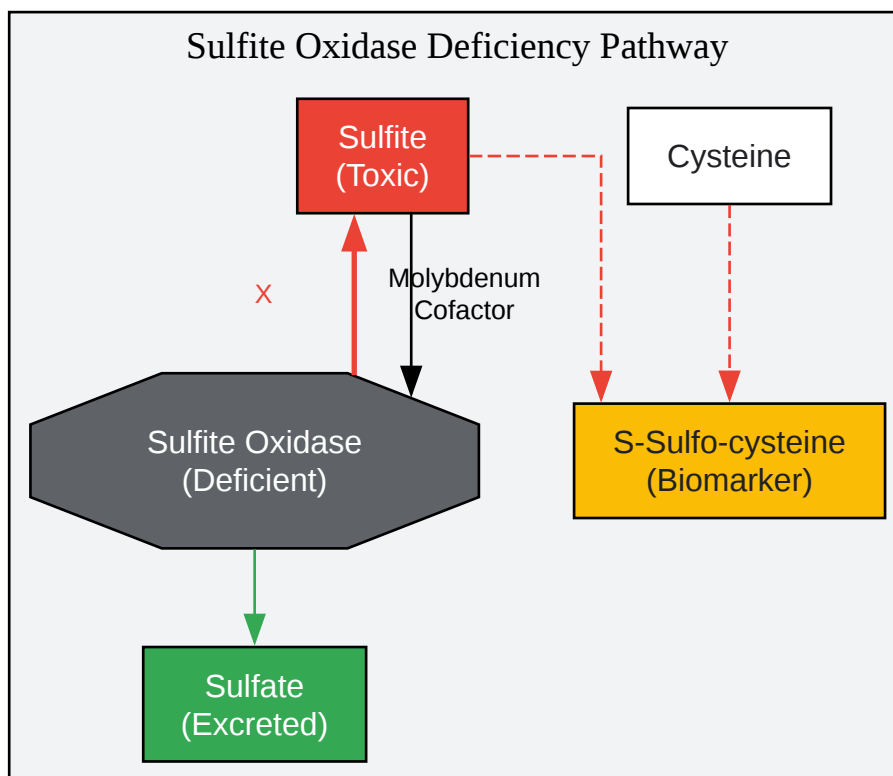 Sulfite Oxidase Deficiency Pathway
Sulfite
(Toxic)
Cysteine
X
Molybdenum
Cofactor
Sulfite Oxidase
(Deficient)
S-Sulfo-cysteine
(Biomarker)
Sulfate
(Excreted)